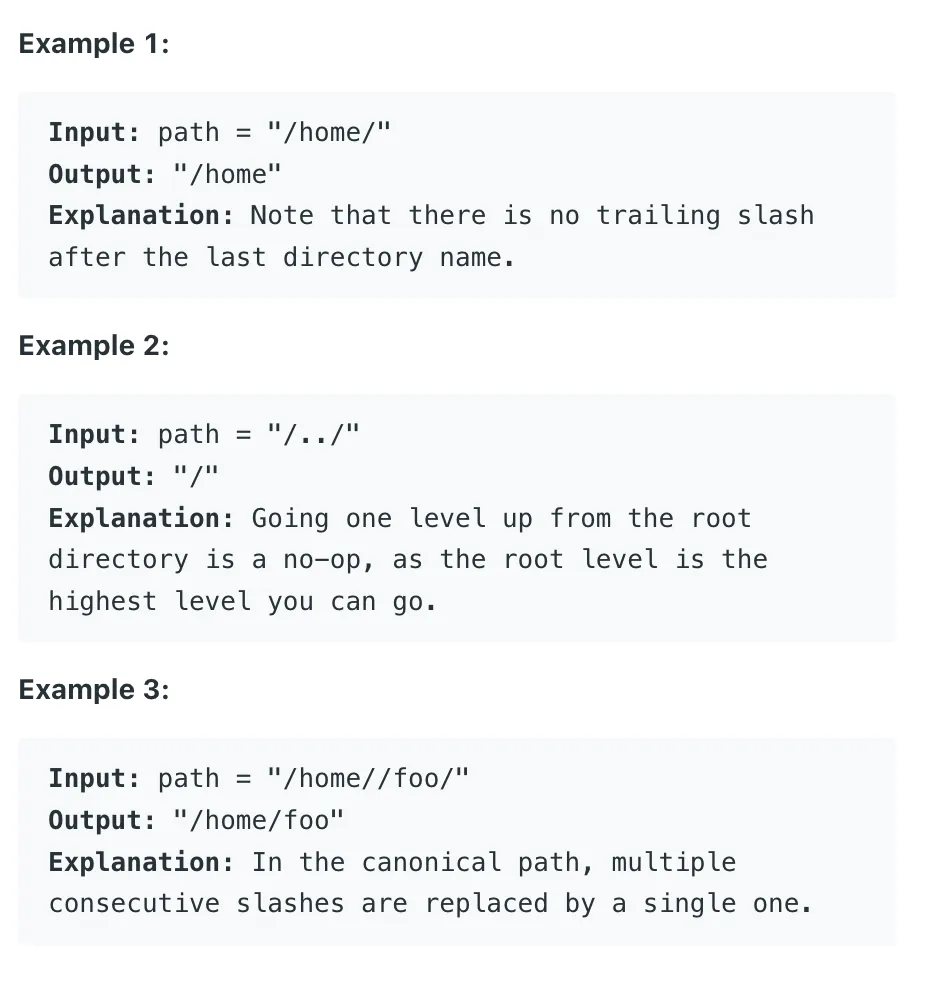 Example 1:
Input: path = "/home/"
Output: "/home"
Explanation: Note that there is no trailing slash
after the last directory name.
Example 2:
Input: path = "/../"
Output: "/"
Explanation: Going one level up from the root
directory is a no-op, as the root level is the
highest level you can go.
Example 3:
Input: path = "/home//foo/"
Output: "/home/foo"
Explanation: In the canonical path, multiple
consecutive slashes are replaced by a single one.